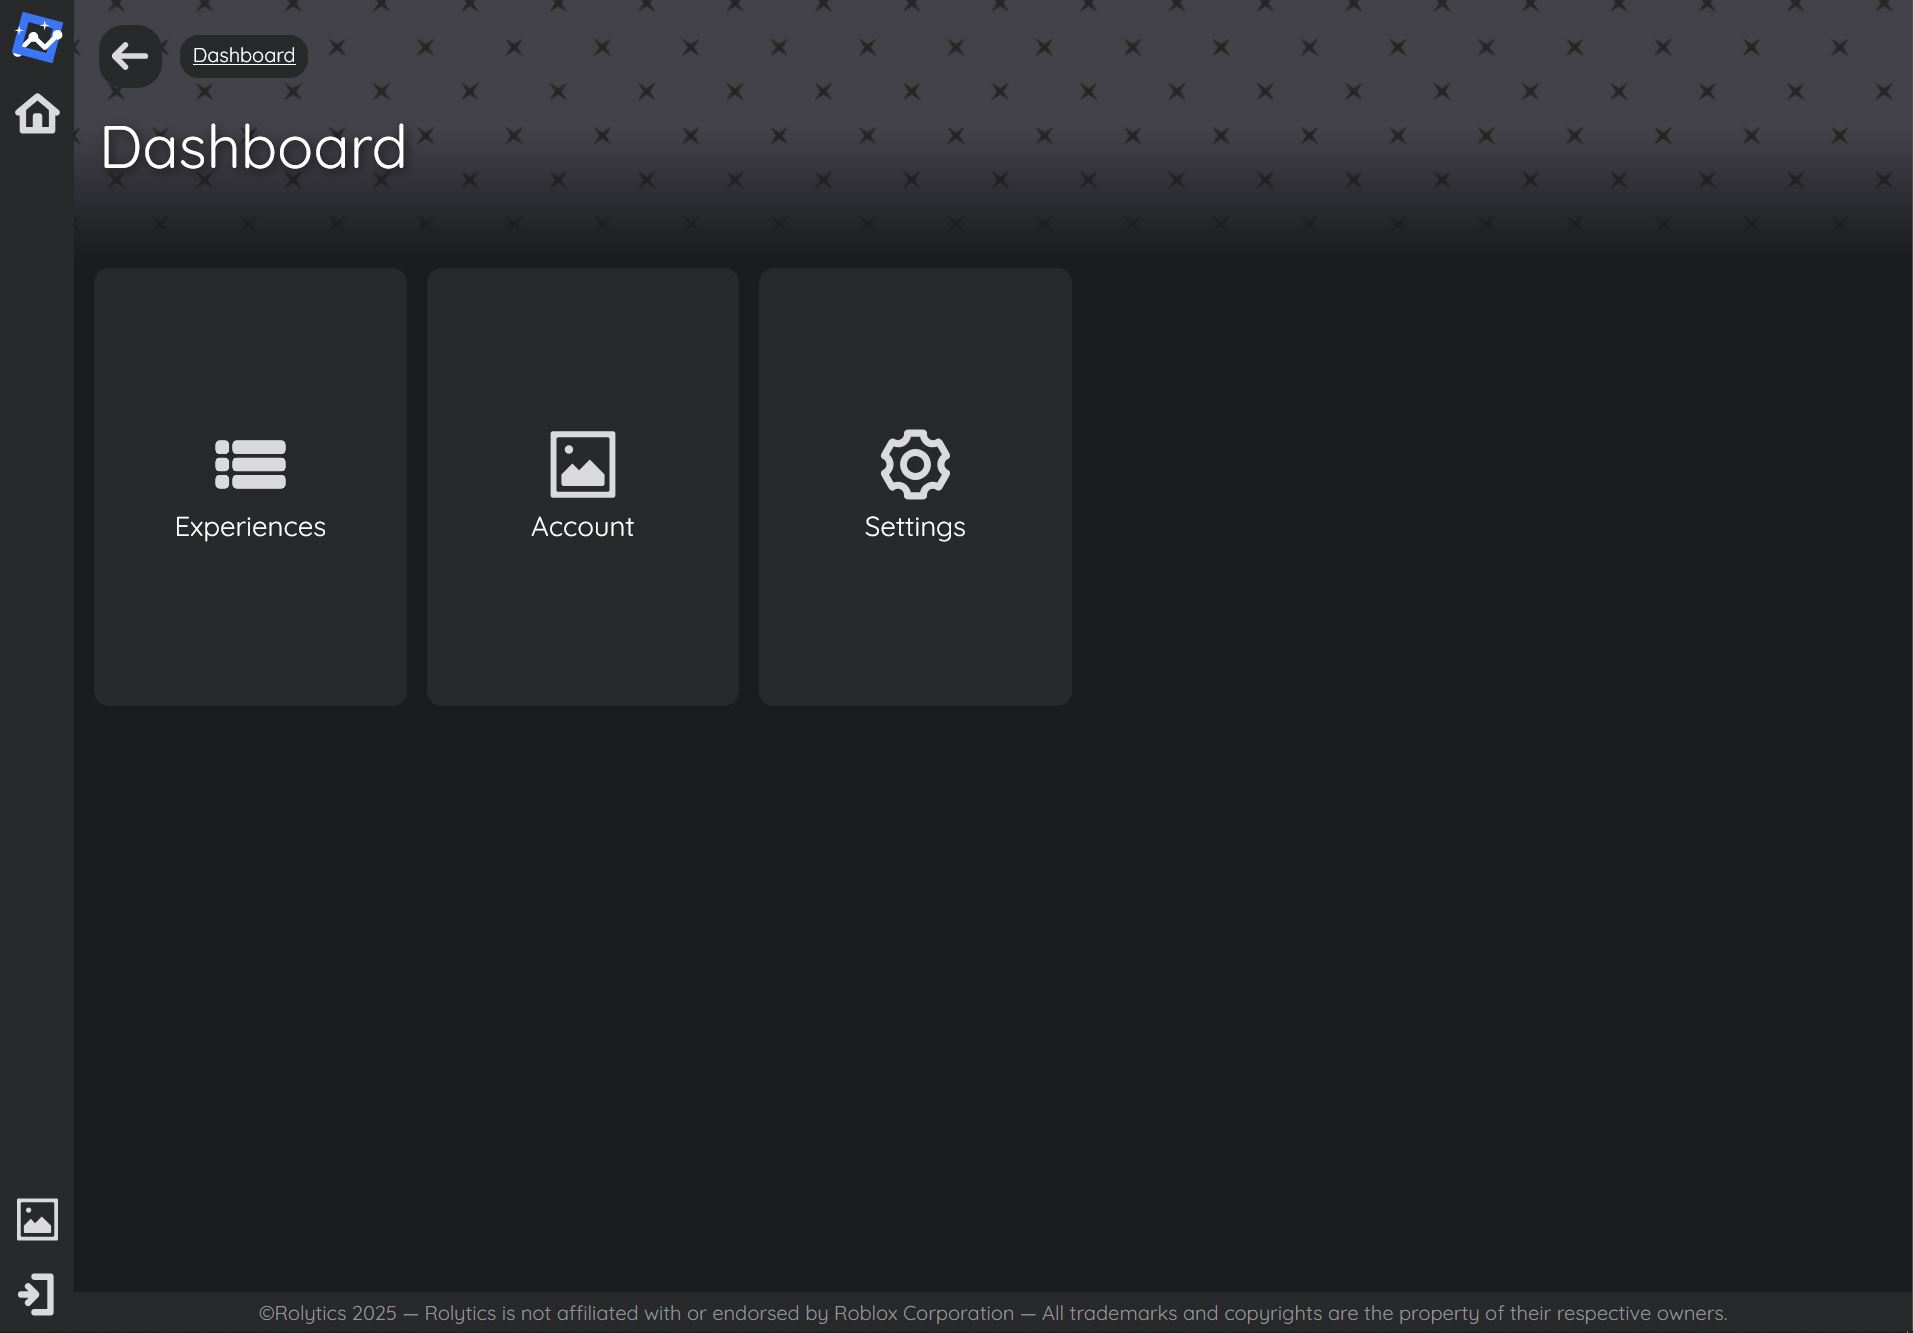 Dashboard
Dashboard
Experiences
Account
Settings
©Rolytics 2025 — Rolytics is not affiliated with or endorsed by Roblox Corporation — All trademarks and copyrights are the property of their respective owners.